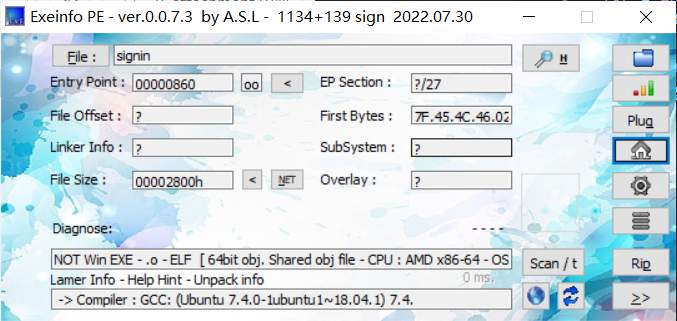 Exeinfo PE - ver.0.0.7.3 by A.S.L - 1134+139 sign 2022.07.30
File : signin H
Entry Point : 00000860 oo < EP Section : ?/27
File Offset : ? First Bytes : 7F.45.4C.46.02 Plug
Linker Info : ? SubSystem : ?
File Size : 00002800h < NET Overlay : ?
Diagnose: ----
NOT Win EXE - .o - ELF [ 64bit obj. Shared obj file - CPU : AMD x86-64 - OS Scan / t Rip
Lamer Info - Help Hint - Unpack info 0 ms.
-> Compiler : GCC: (Ubuntu 7.4.0-1ubuntu1~18.04.1) 7.4. >>